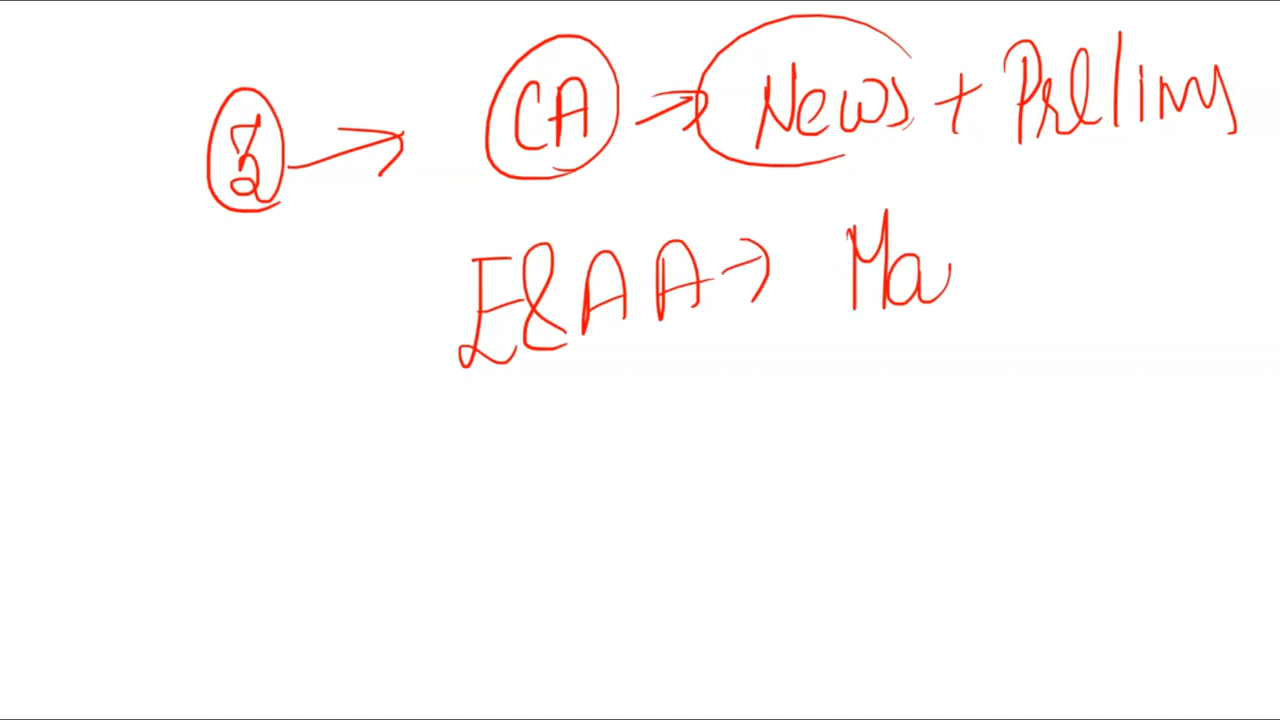 CA → News + Prelims
E&AA → Ma